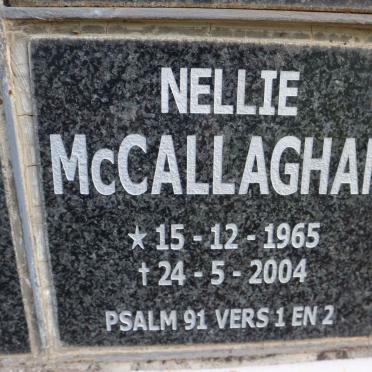 NELLIE
McCALLAGHAN
★ 15 - 12 - 1965
† 24 - 5 - 2004
PSALM 91 VERS 1 EN 2